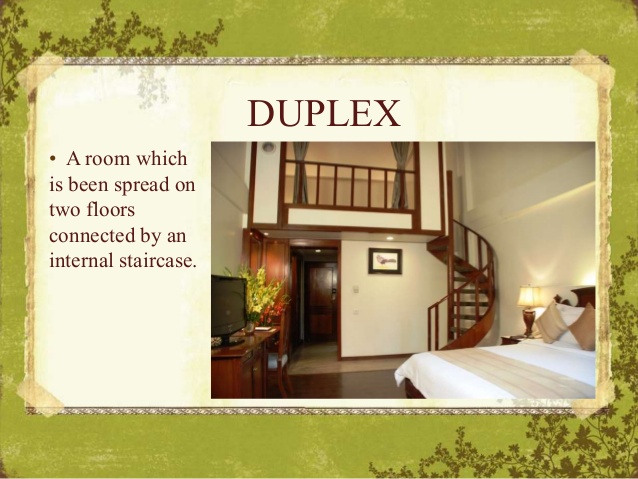 DUPLEX
• A room which
is been spread on
two floors
connected by an
internal staircase.